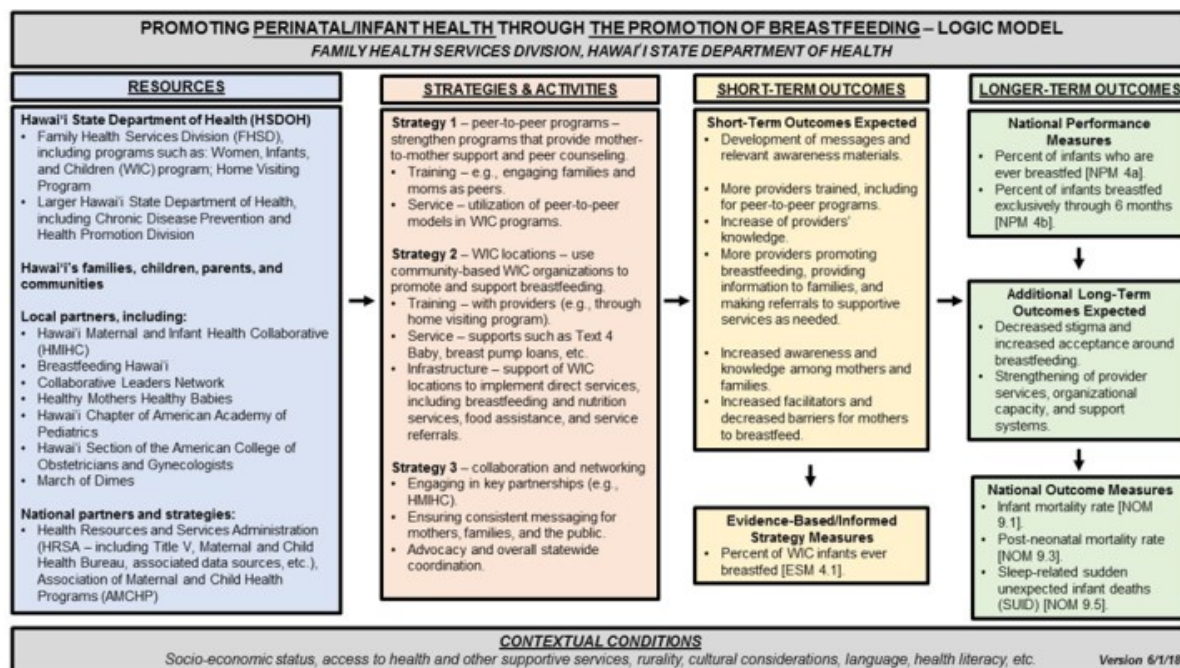 PROMOTING PERINATAL/INFANT HEALTH THROUGH THE PROMOTION OF BREASTFEEDING – LOGIC MODEL
FAMILY HEALTH SERVICES DIVISION, HAWAIʻI STATE DEPARTMENT OF HEALTH
RESOURCES
Hawaiʻi State Department of Health (HSDOH)
• Family Health Services Division (FHSD),
including programs such as: Women, Infants,
and Children (WIC) program; Home Visiting
Program
• Larger Hawaiʻi State Department of Health,
including Chronic Disease Prevention and
Health Promotion Division
Hawaiʻi's families, children, parents, and
communities
Local partners, including:
• Hawaiʻi Maternal and Infant Health Collaborative
(HMIHC)
• Breastfeeding Hawaiʻi
• Collaborative Leaders Network
• Healthy Mothers Healthy Babies
• Hawaiʻi Chapter of American Academy of
Pediatrics
• Hawaiʻi Section of the American College of
Obstetricians and Gynecologists
• March of Dimes
National partners and strategies:
• Health Resources and Services Administration
(HRSA – including Title V, Maternal and Child
Health Bureau, associated data sources, etc.),
Association of Maternal and Child Health
Programs (AMCHP)
STRATEGIES & ACTIVITIES
Strategy 1 – peer-to-peer programs –
strengthen programs that provide mother-
to-mother support and peer counseling.
• Training – e.g., engaging families and
moms as peers.
• Service – utilization of peer-to-peer
models in WIC programs.
Strategy 2 – WIC locations – use
community-based WIC organizations to
promote and support breastfeeding.
• Training – with providers (e.g., through
home visiting program).
• Service – supports such as Text 4
Baby, breast pump loans, etc.
• Infrastructure – support of WIC
locations to implement direct services,
including breastfeeding and nutrition
services, food assistance, and service
referrals.
Strategy 3 – collaboration and networking
• Engaging in key partnerships (e.g.,
HMIHC).
• Ensuring consistent messaging for
mothers, families, and the public.
• Advocacy and overall statewide
coordination.
SHORT-TERM OUTCOMES
Short-Term Outcomes Expected
• Development of messages and
relevant awareness materials.
• More providers trained, including
for peer-to-peer programs.
• Increase of providers'
knowledge.
• More providers promoting
breastfeeding, providing
information to families, and
making referrals to supportive
services as needed.
• Increased awareness and
knowledge among mothers and
families.
• Increased facilitators and
decreased barriers for mothers
to breastfeed.
Evidence-Based/Informed
Strategy Measures
• Percent of WIC infants ever
breastfed [ESM 4.1].
LONGER-TERM OUTCOMES
National Performance
Measures
• Percent of infants who are
ever breastfed [NPM 4a].
• Percent of infants breastfed
exclusively through 6 months
[NPM 4b].
Additional Long-Term
Outcomes Expected
• Decreased stigma and
increased acceptance around
breastfeeding.
• Strengthening of provider
services, organizational
capacity, and support
systems.
National Outcome Measures
• Infant mortality rate [NOM
9.1].
• Post-neonatal mortality rate
[NOM 9.3].
• Sleep-related sudden
unexpected infant deaths
(SUID) [NOM 9.5].
CONTEXTUAL CONDITIONS
Socio-economic status, access to health and other supportive services, rurality, cultural considerations, language, health literacy, etc.
Version 6/1/18